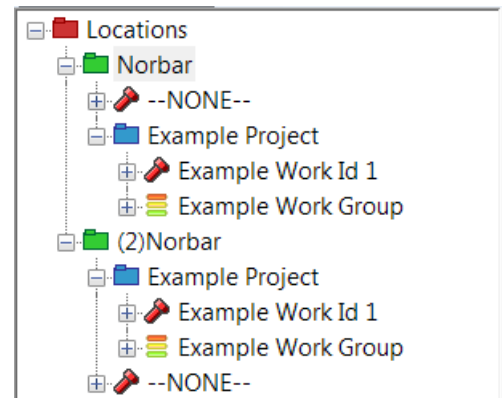 Locations
Norbar
--NONE--
Example Project
Example Work Id 1
Example Work Group
(2)Norbar
Example Project
Example Work Id 1
Example Work Group
--NONE--